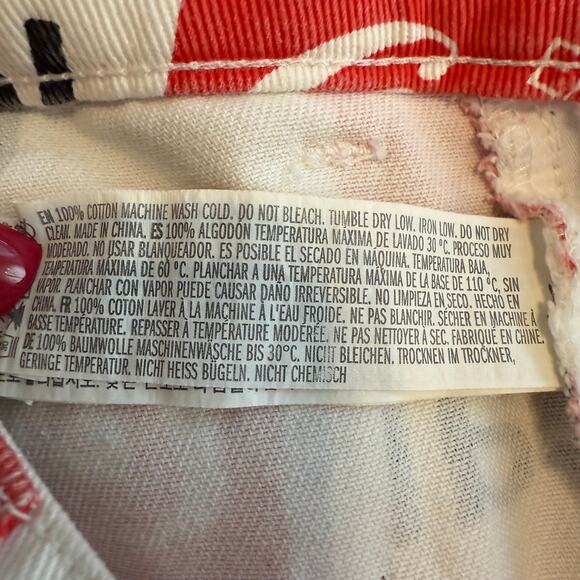 EN 100% COTTON MACHINE WASH COLD. DO NOT BLEACH. TUMBLE DRY LOW. IRON LOW. DO NOT DRY
CLEAN. MADE IN CHINA. ES 100% ALGODÓN TEMPERATURA MÁXIMA DE LAVADO 30 ºC. PROCESO MUY
MODERADO. NO USAR BLANQUEADOR. ES POSIBLE EL SECADO EN MÁQUINA. TEMPERATURA BAJA,
TEMPERATURA MÁXIMA DE 60 ºC. PLANCHAR A UNA TEMPERATURA MÁXIMA DE LA BASE DE 110 ºC, SIN
VAPOR. PLANCHAR CON VAPOR PUEDE CAUSAR DAÑO IRREVERSIBLE. NO LIMPIEZA EN SECO. HECHO EN
CHINA. FR 100% COTON LAVER À LA MACHINE À L'EAU FROIDE. NE PAS BLANCHIR. SÉCHER EN MACHINE À
BASSE TEMPÉRATURE. REPASSER À TEMPÉRATURE MODÉRÉE. NE PAS NETTOYER À SEC. FABRIQUÉ EN CHINE.
DE 100% BAUMWOLLE MASCHINENWÄSCHE BIS 30ºC. NICHT BLEICHEN. TROCKNEN IM TROCKNER,
GERINGE TEMPERATUR. NICHT HEISS BÜGELN. NICHT CHEMISCH